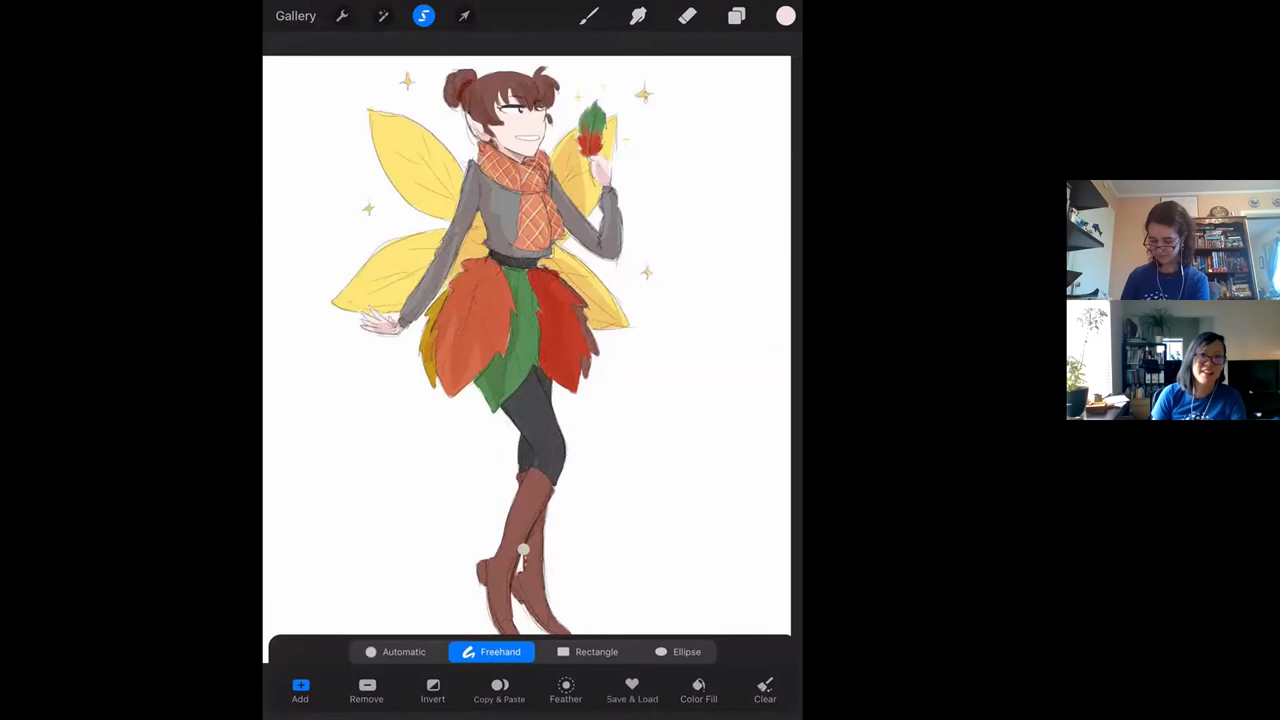 Gallery
Automatic Freehand Rectangle Ellipse
Add Remove Invert Copy & Paste Feather Save & Load Color Fill Clear